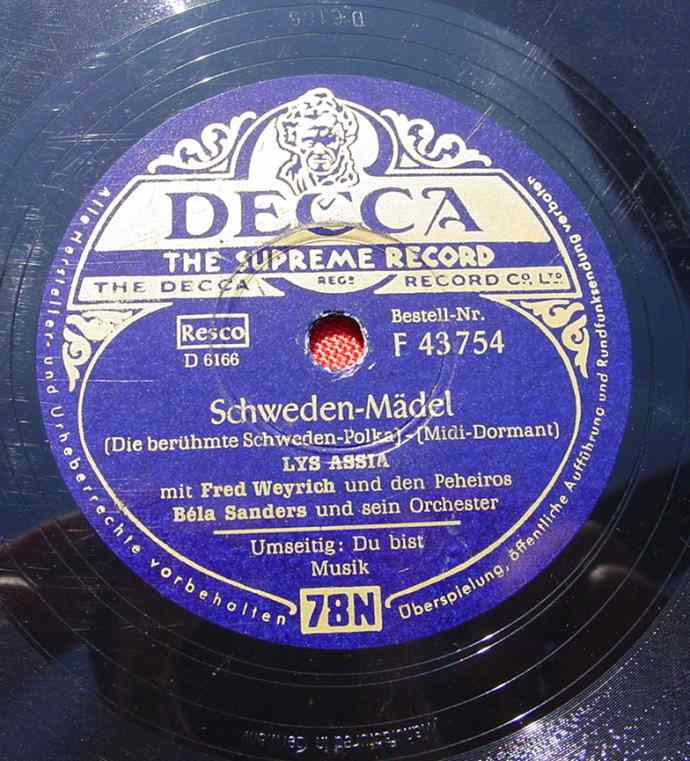 D 6166
DECCA
THE SUPREME RECORD
THE DECCA REGD RECORD CO. LTD
Resco
D 6166
Bestell-Nr.
F 43754
Schweden-Mädel
(Die berühmte Schweden-Polka) - (Midi-Dormant)
LYS ASSIA
mit Fred Weyrich und den Peheiros
Béla Sanders und sein Orchester
Umseitig: Du bist
Musik
78N
Alle Hersteller- und Urheberrechte vorbehalten
Überspielung, öffentliche Aufführung und Rundfunksendung verboten
Manufactured in Germany